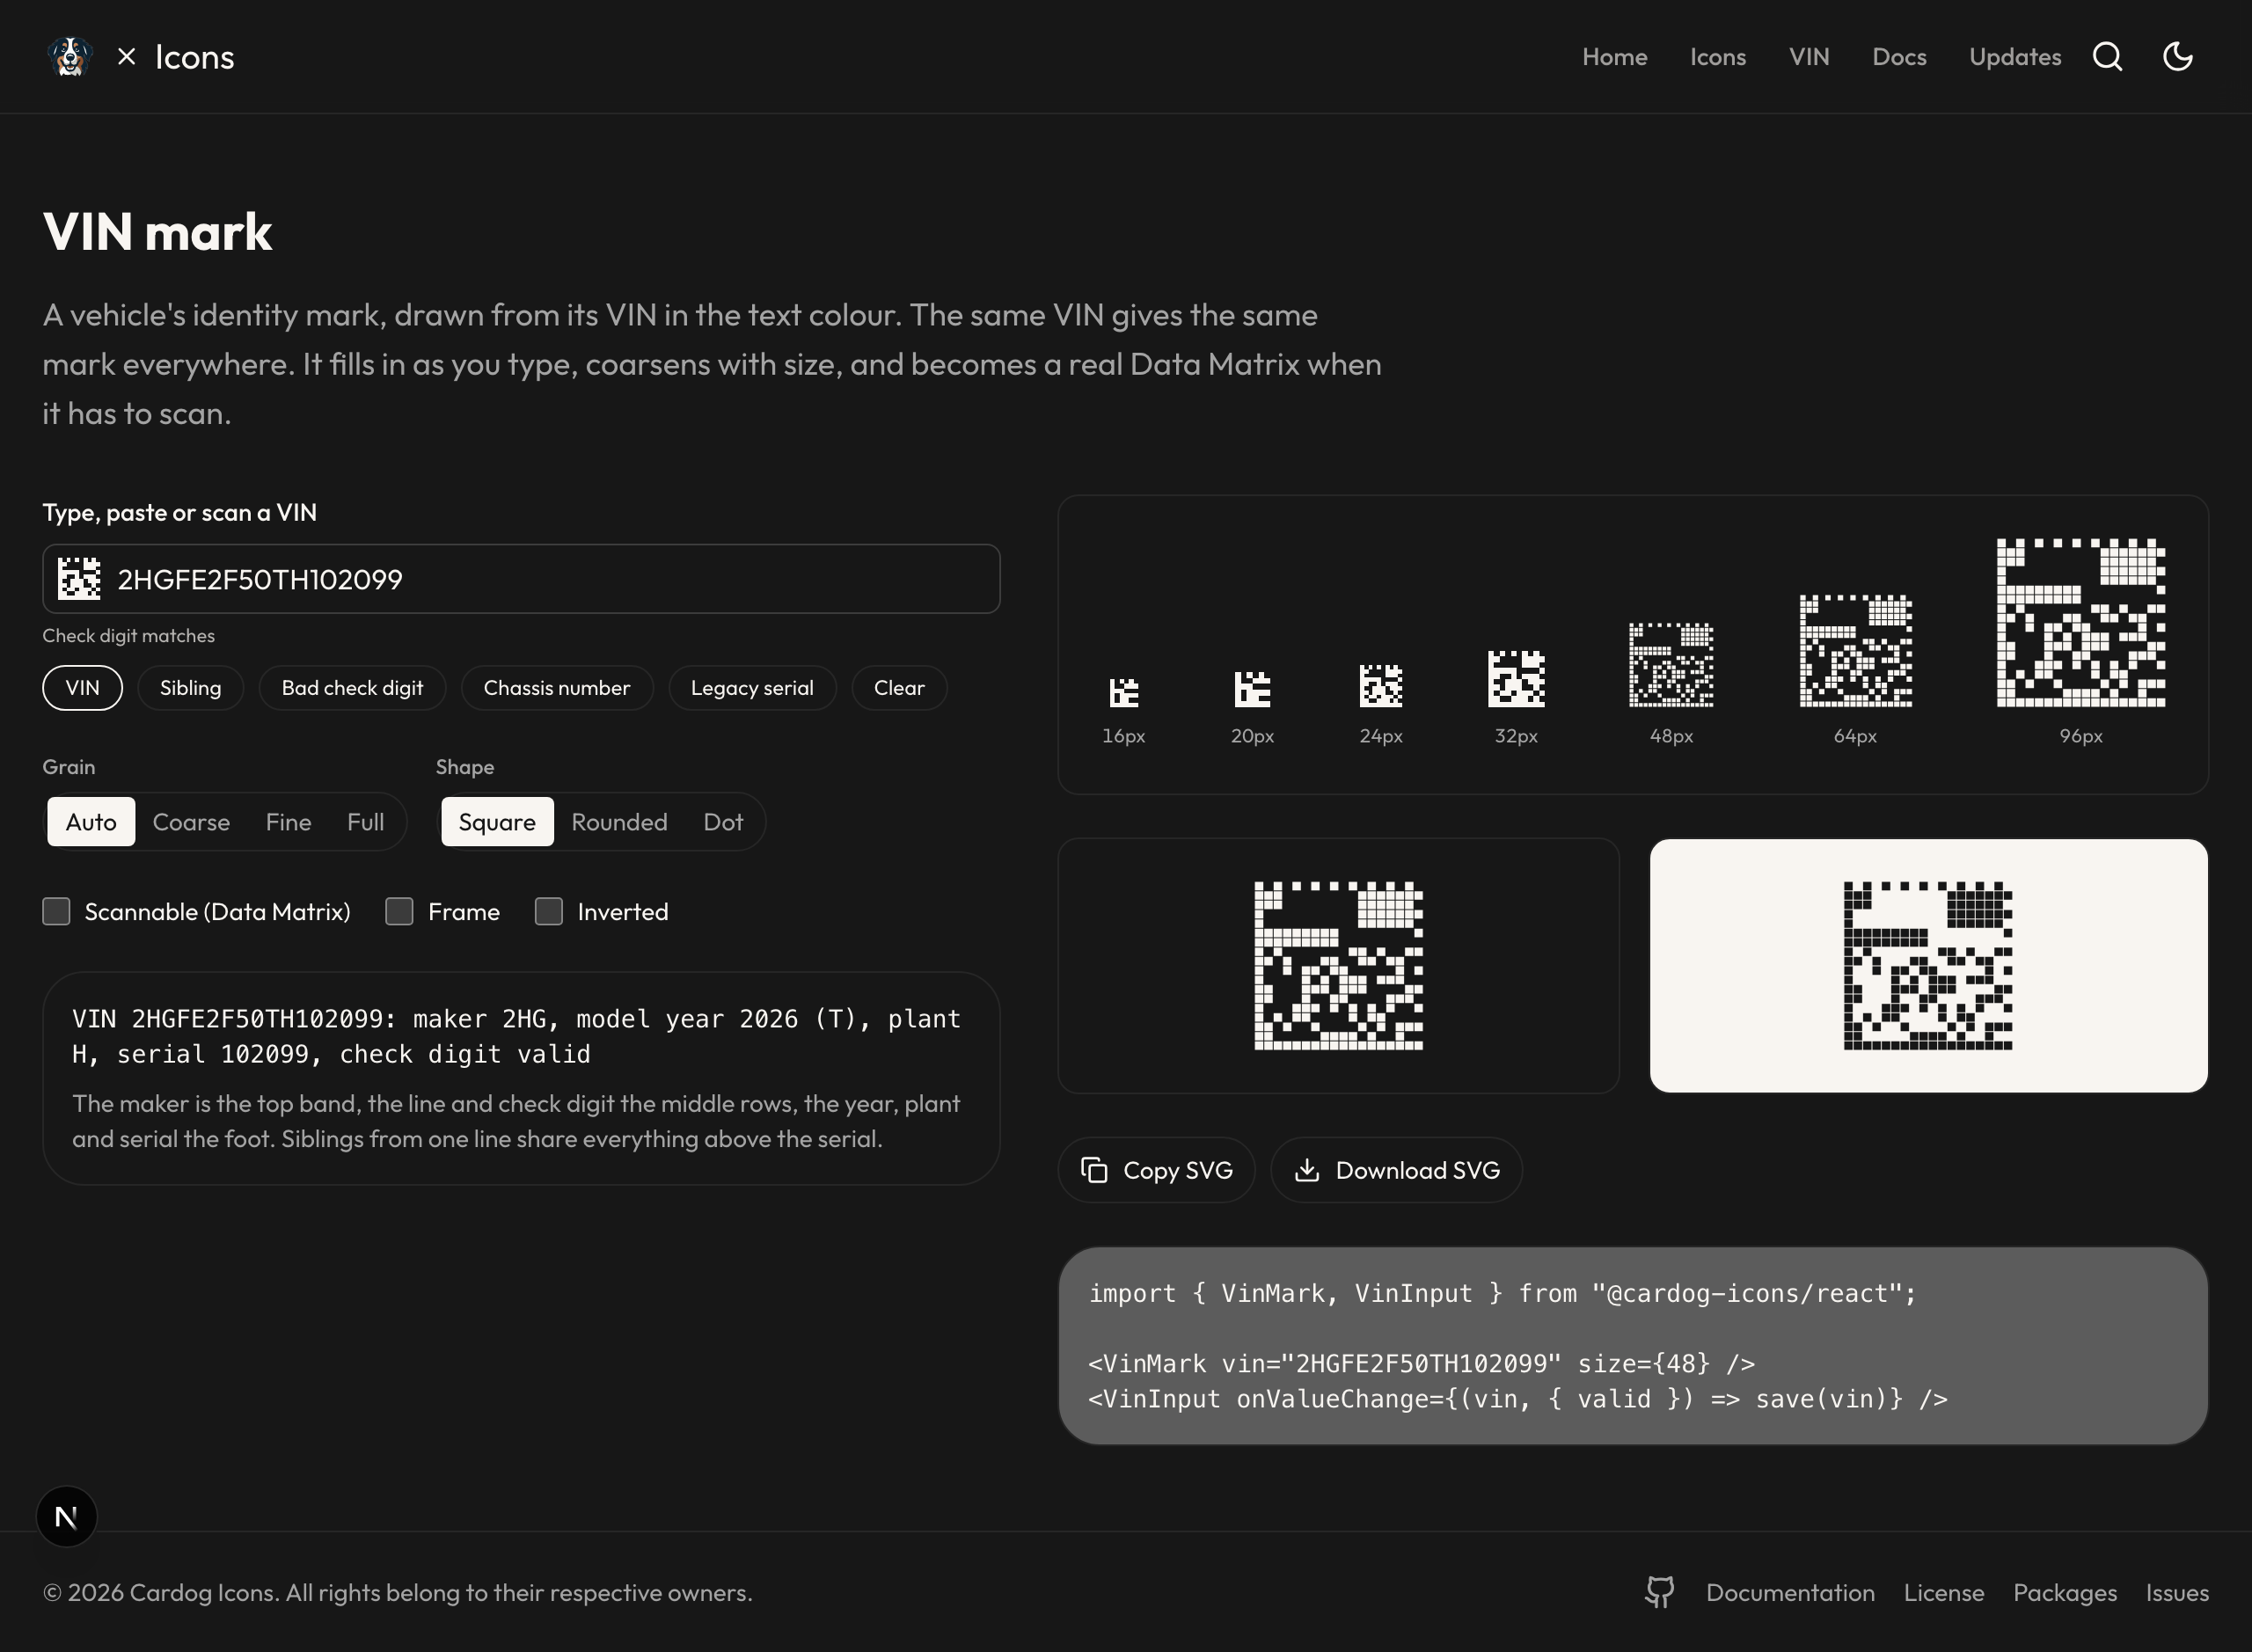 Icons
Home
Icons
VIN
Docs
Updates
VIN mark
A vehicle's identity mark, drawn from its VIN in the text colour. The same VIN gives the same
mark everywhere. It fills in as you type, coarsens with size, and becomes a real Data Matrix when
it has to scan.
Type, paste or scan a VIN
2HGFE2F50TH102099
Check digit matches
VIN
Sibling
Bad check digit
Chassis number
Legacy serial
Clear
Grain
Auto
Coarse
Fine
Full
Shape
Square
Rounded
Dot
Scannable (Data Matrix)
Frame
Inverted
VIN 2HGFE2F50TH102099: maker 2HG, model year 2026 (T), plant
H, serial 102099, check digit valid
The maker is the top band, the line and check digit the middle rows, the year, plant
and serial the foot. Siblings from one line share everything above the serial.
16px
20px
24px
32px
48px
64px
96px
Copy SVG
Download SVG
import { VinMark, VinInput } from "@cardog-icons/react";
<VinMark vin="2HGFE2F50TH102099" size={48} />
<VinInput onValueChange={(vin, { valid }) => save(vin)} />
N
© 2026 Cardog Icons. All rights belong to their respective owners.
Documentation
License
Packages
Issues